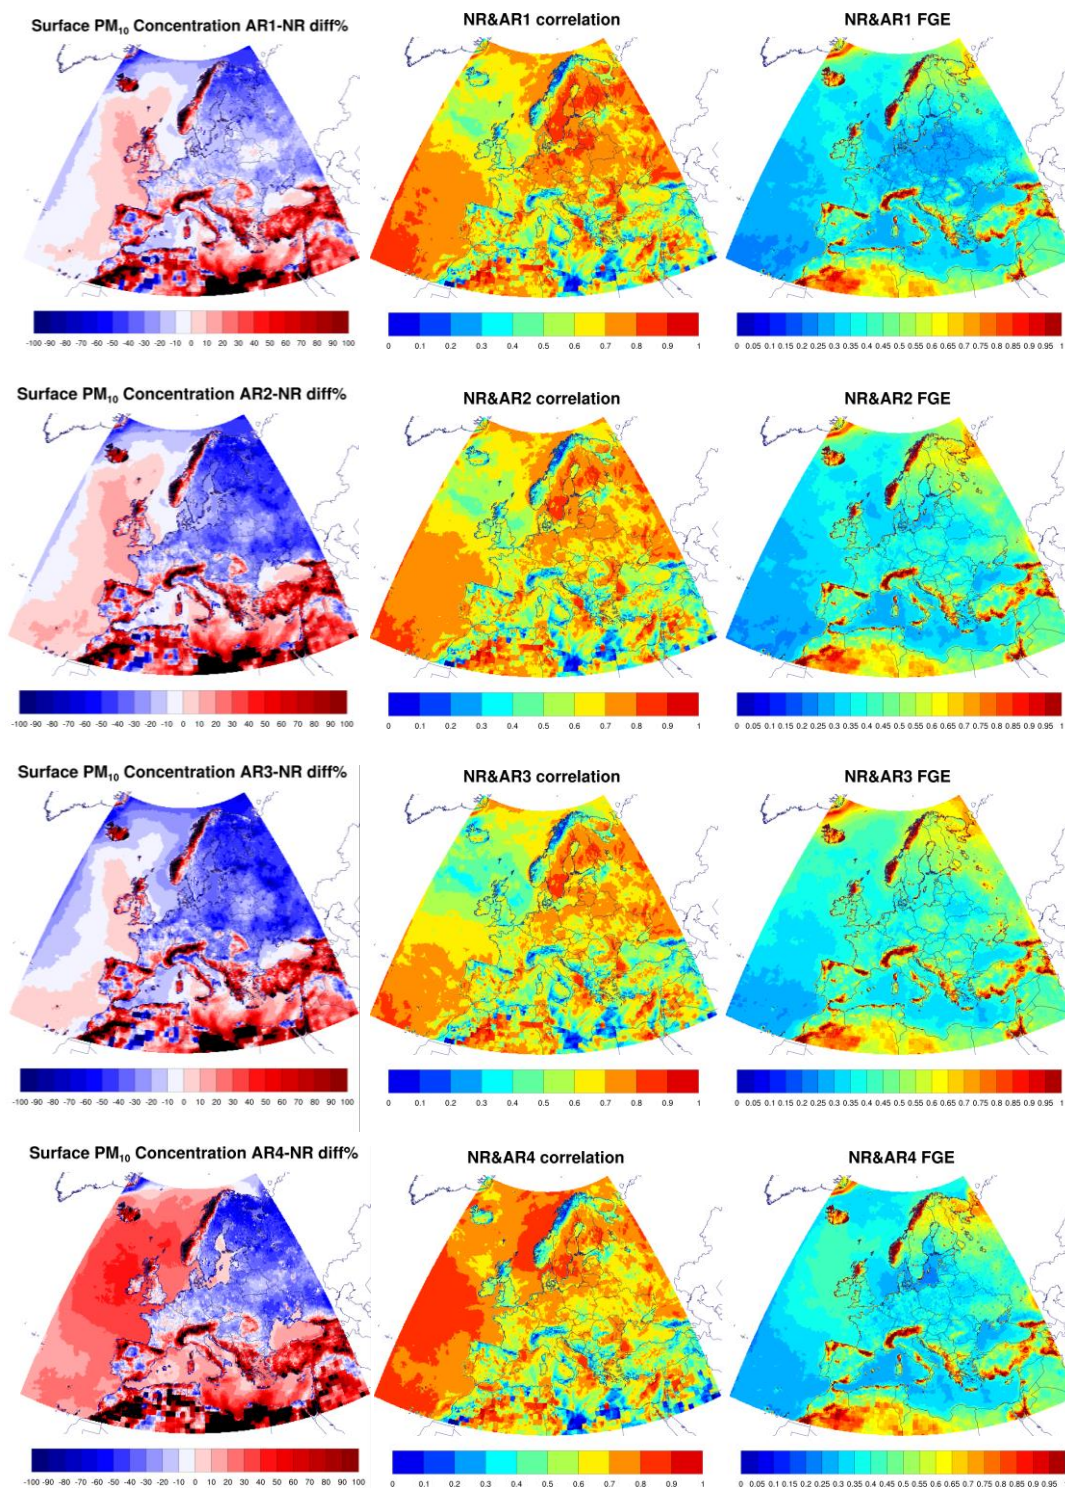 Surface PM₁₀ Concentration AR1-NR diff%
NR&AR1 correlation
NR&AR1 FGE
-100 -90 -80 -70 -60 -50 -40 -30 -20 -10 0 10 20 30 40 50 60 70 80 90 100
0 0.1 0.2 0.3 0.4 0.5 0.6 0.7 0.8 0.9 1
0 0.05 0.1 0.15 0.2 0.25 0.3 0.35 0.4 0.45 0.5 0.55 0.6 0.65 0.7 0.75 0.8 0.85 0.9 0.95 1
Surface PM₁₀ Concentration AR2-NR diff%
NR&AR2 correlation
NR&AR2 FGE
-100 -90 -80 -70 -60 -50 -40 -30 -20 -10 0 10 20 30 40 50 60 70 80 90 100
0 0.1 0.2 0.3 0.4 0.5 0.6 0.7 0.8 0.9 1
0 0.05 0.1 0.15 0.2 0.25 0.3 0.35 0.4 0.45 0.5 0.55 0.6 0.65 0.7 0.75 0.8 0.85 0.9 0.95 1
Surface PM₁₀ Concentration AR3-NR diff%
NR&AR3 correlation
NR&AR3 FGE
-100 -90 -80 -70 -60 -50 -40 -30 -20 -10 0 10 20 30 40 50 60 70 80 90 100
0 0.1 0.2 0.3 0.4 0.5 0.6 0.7 0.8 0.9 1
0 0.05 0.1 0.15 0.2 0.25 0.3 0.35 0.4 0.45 0.5 0.55 0.6 0.65 0.7 0.75 0.8 0.85 0.9 0.95 1
Surface PM₁₀ Concentration AR4-NR diff%
NR&AR4 correlation
NR&AR4 FGE
-100 -90 -80 -70 -60 -50 -40 -30 -20 -10 0 10 20 30 40 50 60 70 80 90 100
0 0.1 0.2 0.3 0.4 0.5 0.6 0.7 0.8 0.9 1
0 0.05 0.1 0.15 0.2 0.25 0.3 0.35 0.4 0.45 0.5 0.55 0.6 0.65 0.7 0.75 0.8 0.85 0.9 0.95 1